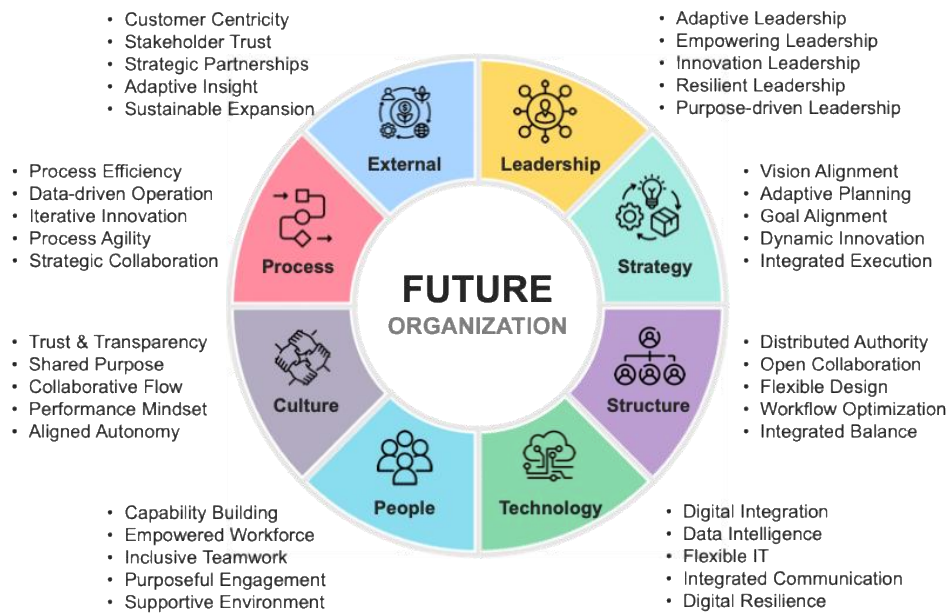 • Customer Centricity
• Stakeholder Trust
• Strategic Partnerships
• Adaptive Insight
• Sustainable Expansion
• Adaptive Leadership
• Empowering Leadership
• Innovation Leadership
• Resilient Leadership
• Purpose-driven Leadership
External
Leadership
• Process Efficiency
• Data-driven Operation
• Iterative Innovation
• Process Agility
• Strategic Collaboration
Process
Strategy
• Vision Alignment
• Adaptive Planning
• Goal Alignment
• Dynamic Innovation
• Integrated Execution
FUTURE
ORGANIZATION
• Trust & Transparency
• Shared Purpose
• Collaborative Flow
• Performance Mindset
• Aligned Autonomy
Culture
Structure
• Distributed Authority
• Open Collaboration
• Flexible Design
• Workflow Optimization
• Integrated Balance
People
Technology
• Capability Building
• Empowered Workforce
• Inclusive Teamwork
• Purposeful Engagement
• Supportive Environment
• Digital Integration
• Data Intelligence
• Flexible IT
• Integrated Communication
• Digital Resilience